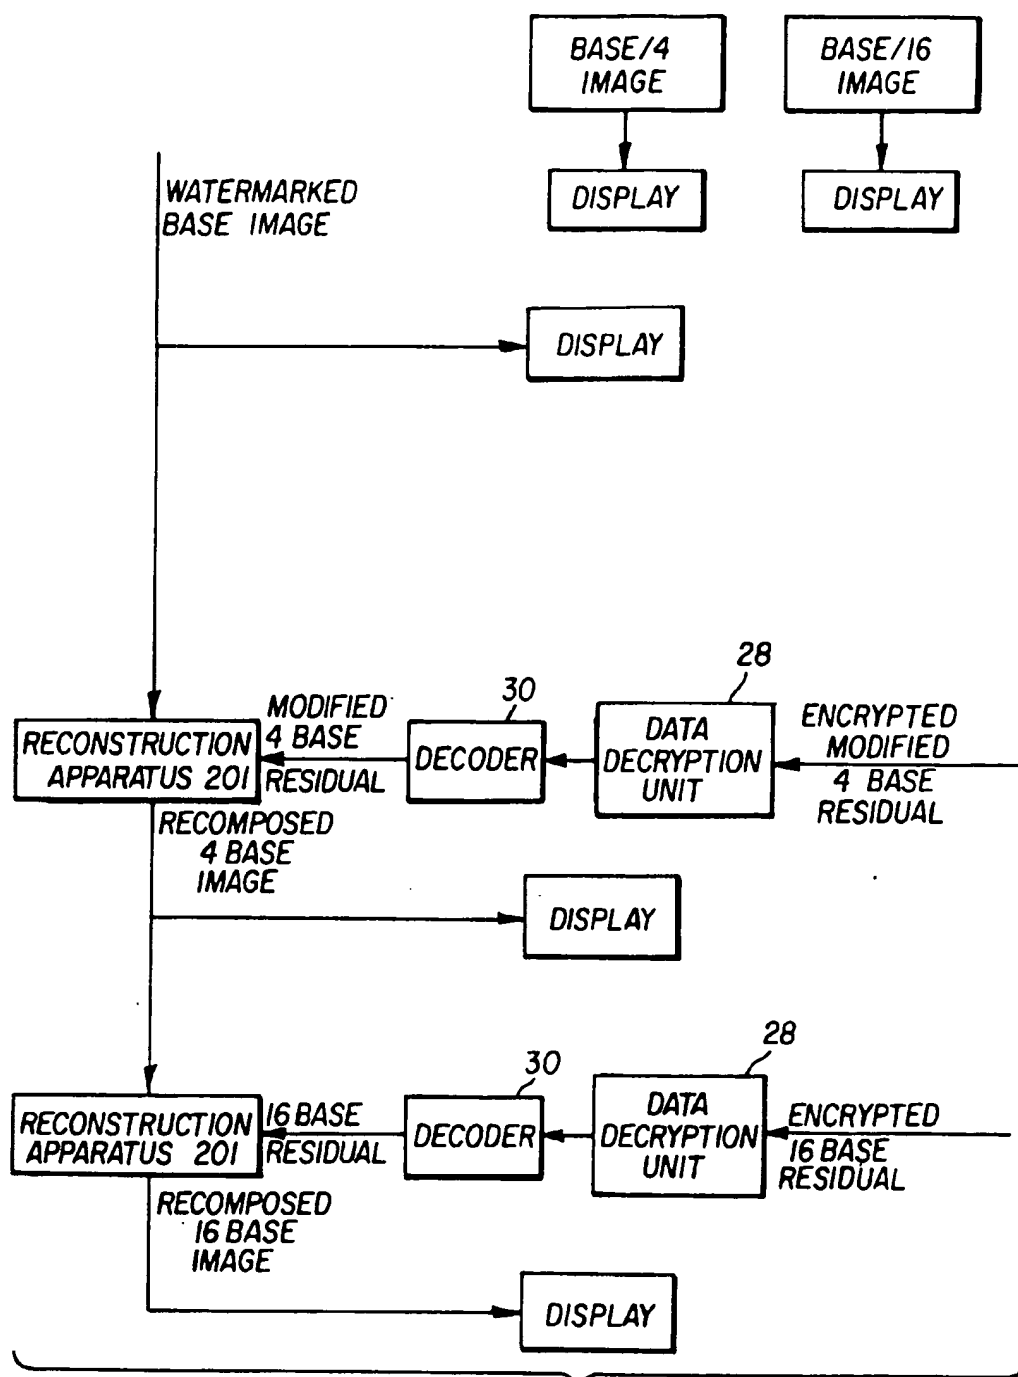 BASE/4
IMAGE
BASE/16
IMAGE
DISPLAY
DISPLAY
WATERMARKED
BASE IMAGE
DISPLAY
28
30
MODIFIED
4 BASE
RESIDUAL
RECONSTRUCTION
APPARATUS 201
DECODER
DATA
DECRYPTION
UNIT
ENCRYPTED
MODIFIED
4 BASE
RESIDUAL
RECOMPOSED
4 BASE
IMAGE
DISPLAY
28
30
RECONSTRUCTION
APPARATUS 201
16 BASE
RESIDUAL
DECODER
DATA
DECRYPTION
UNIT
ENCRYPTED
16 BASE
RESIDUAL
RECOMPOSED
16 BASE
IMAGE
DISPLAY